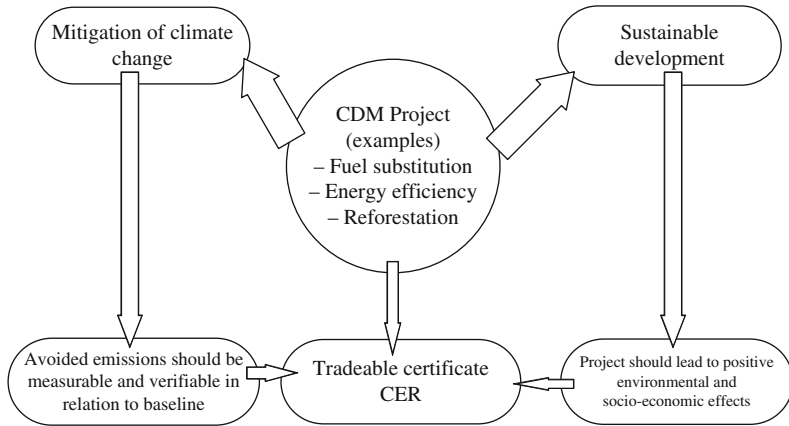 Mitigation of climate
change
Sustainable
development
CDM Project
(examples)
– Fuel substitution
– Energy efficiency
– Reforestation
Avoided emissions should be
measurable and verifiable in
relation to baseline
Tradeable certificate
CER
Project should lead to positive
environmental and
socio-economic effects